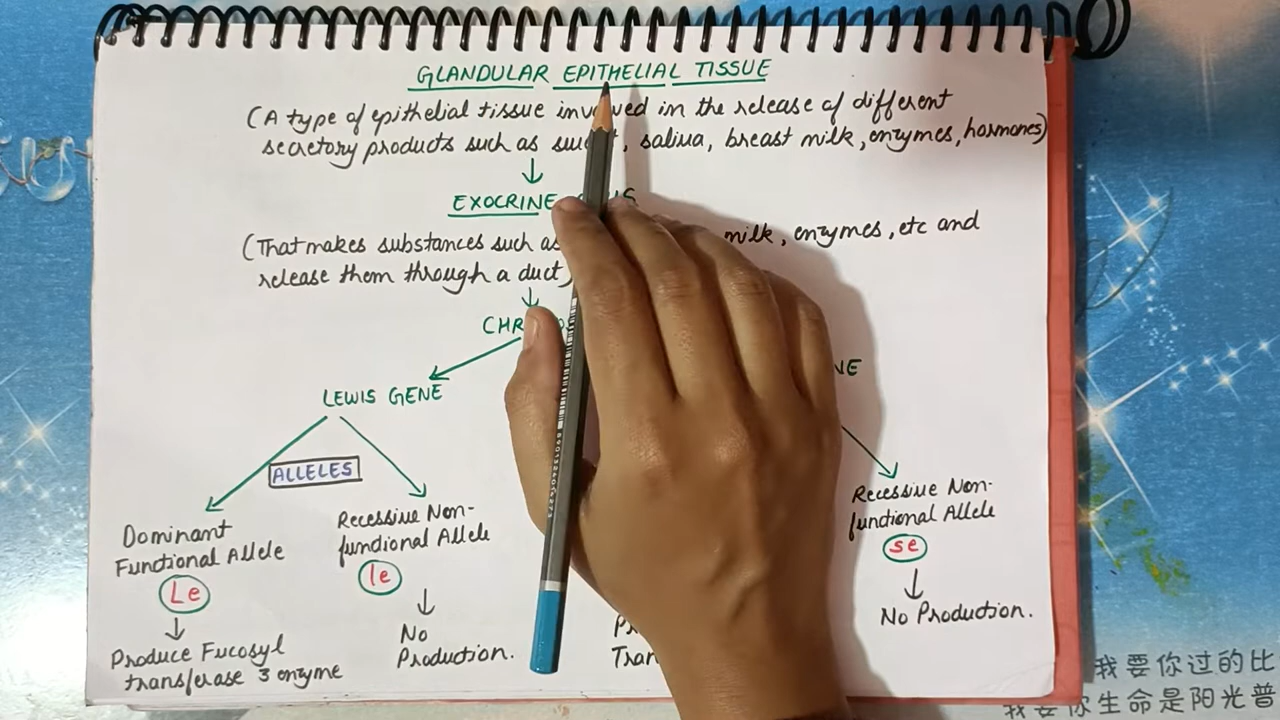 GLANDULAR EPITHELIAL TISSUE
(A type of epithelial tissue involved in the release of different
secretory products such as , saliva, breast milk, enzymes, hormones)
EXOCRINE
(That makes substances such as milk, enzymes, etc and
release them through a duct)
LEWIS GENE
ALLELES
Dominant
Functional Allele
Le
Produce Fucosyl
transferase 3 enzyme
Recessive Non-
functional Allele
le
No
Production.
Recessive Non-
functional Allele
se
No Production.
我要你过的比
我要你生命是阳光普